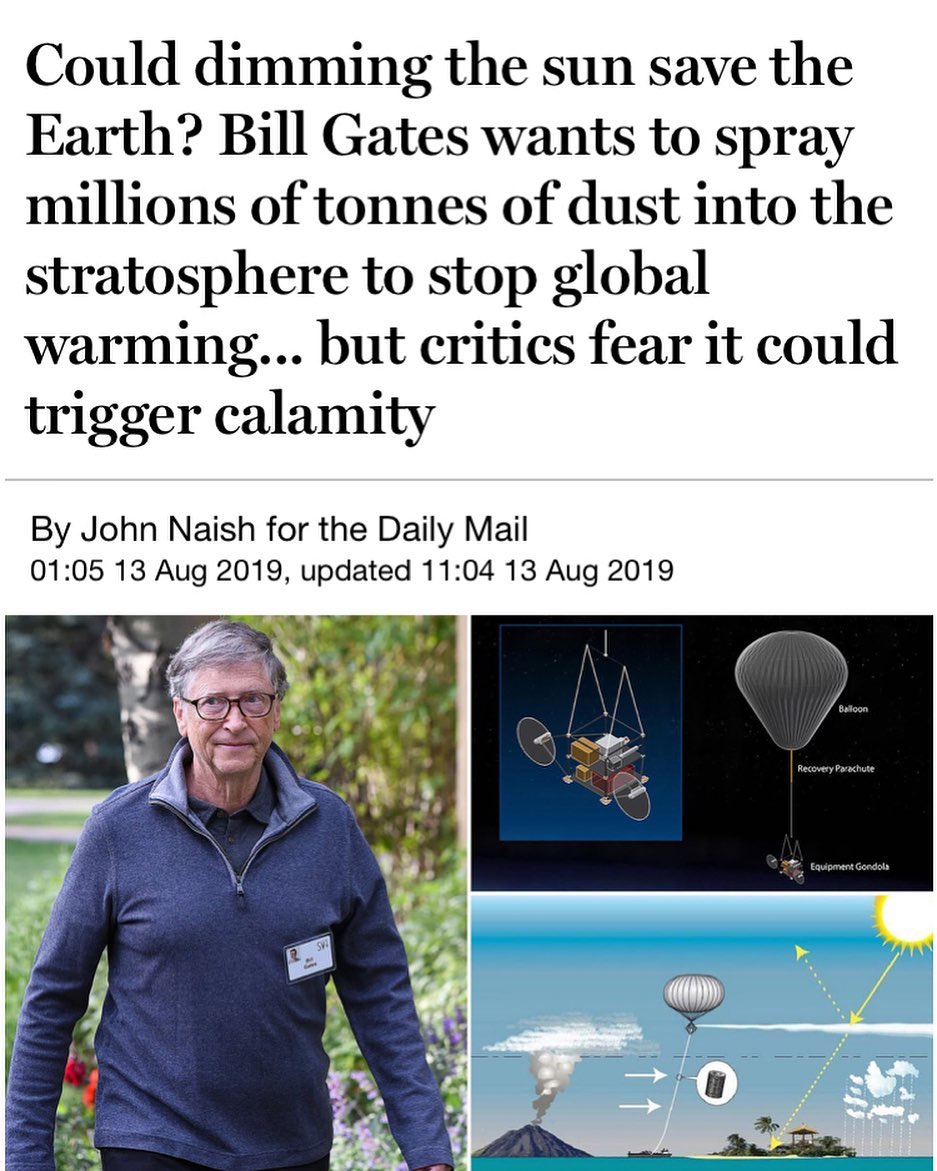 Could dimming the sun save the
Earth? Bill Gates wants to spray
millions of tonnes of dust into the
stratosphere to stop global
warming... but critics fear it could
trigger calamity
By John Naish for the Daily Mail
01:05 13 Aug 2019, updated 11:04 13 Aug 2019
Balloon
Recovery Parachute
Equipment Gondola
Bill
Gates